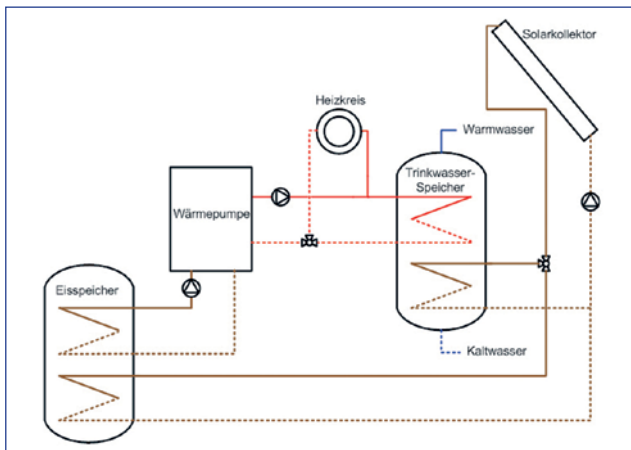 Solarkollektor
Heizkreis
Warmwasser
Trinkwasser-
Speicher
Wärmepumpe
Eisspeicher
Kaltwasser